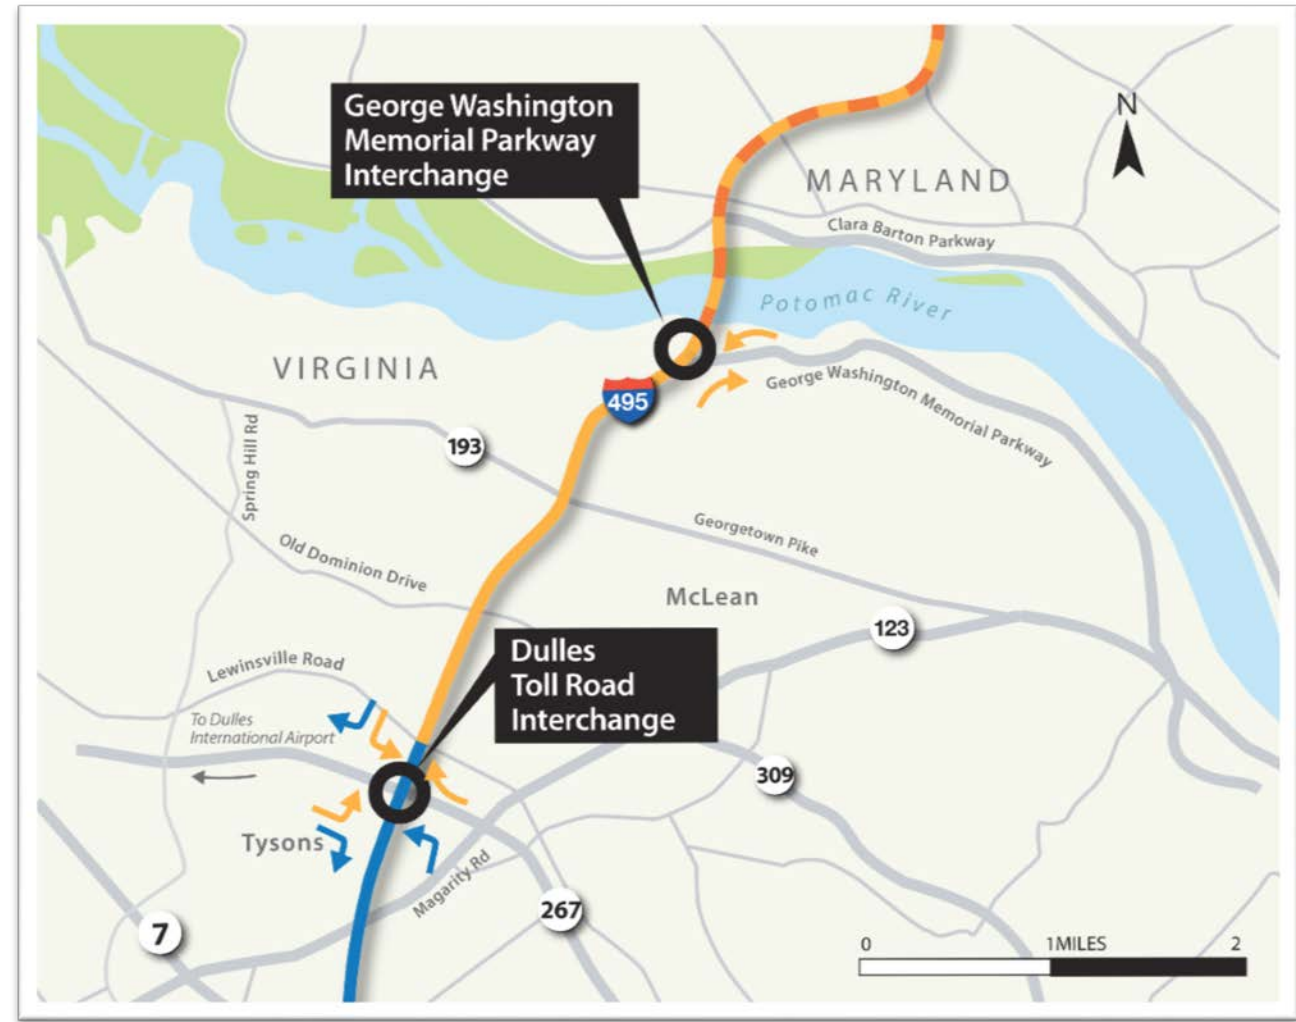 George Washington
Memorial Parkway
Interchange
N
MARYLAND
Clara Barton Parkway
Potomac River
VIRGINIA
495
George Washington Memorial Parkway
193
Spring Hill Rd
Georgetown Pike
Old Dominion Drive
McLean
123
Dulles
Toll Road
Interchange
Lewinsville Road
To Dulles
International Airport
309
Tysons
Magarity Rd
267
7
0 1MILES 2